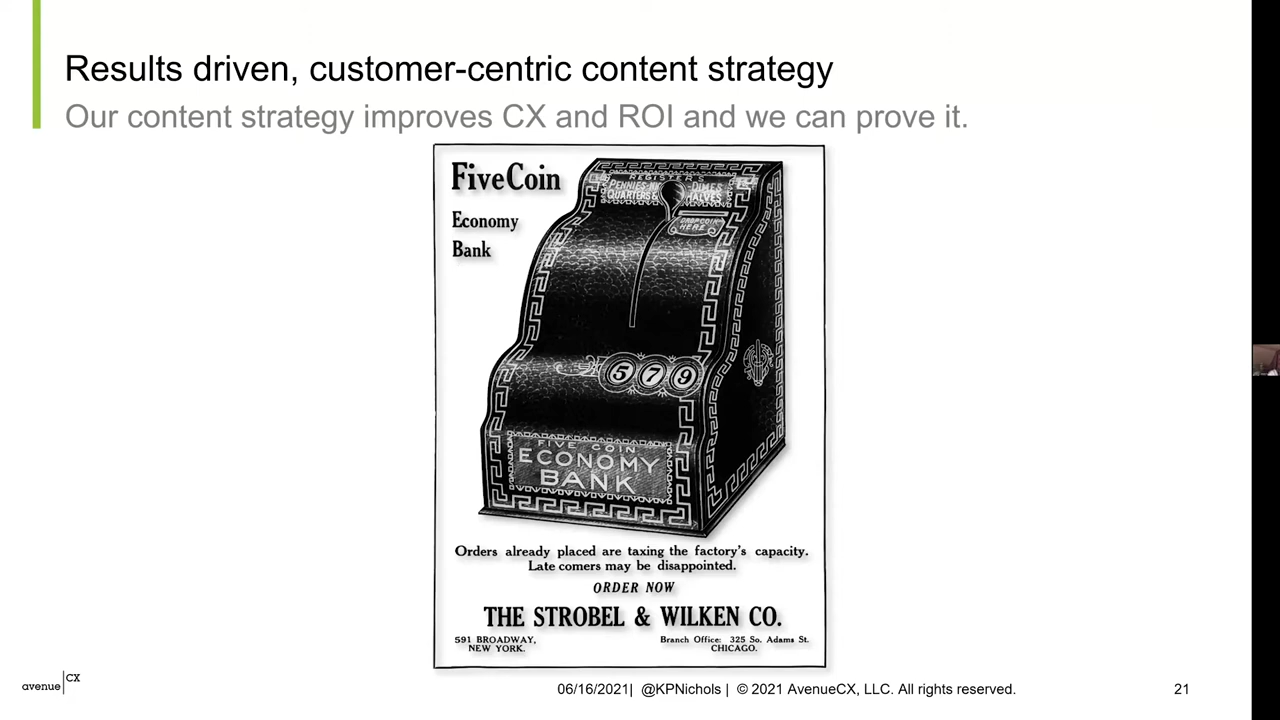 Results driven, customer-centric content strategy
Our content strategy improves CX and ROI and we can prove it.
Five Coin
Economy
Bank
REGISTERS
PENNIES
DIMES
QUARTERS &
HALVES
DROP COIN
HERE
5 7 9
FIVE COIN
ECONOMY
BANK
Orders already placed are taxing the factory's capacity.
Late comers may be disappointed.
ORDER NOW
THE STROBEL & WILKEN CO.
591 BROADWAY,
NEW YORK.
Branch Office: 325 So. Adams St.
CHICAGO.
avenue CX
06/16/2021| @KPNichols | © 2021 AvenueCX, LLC. All rights reserved.
21